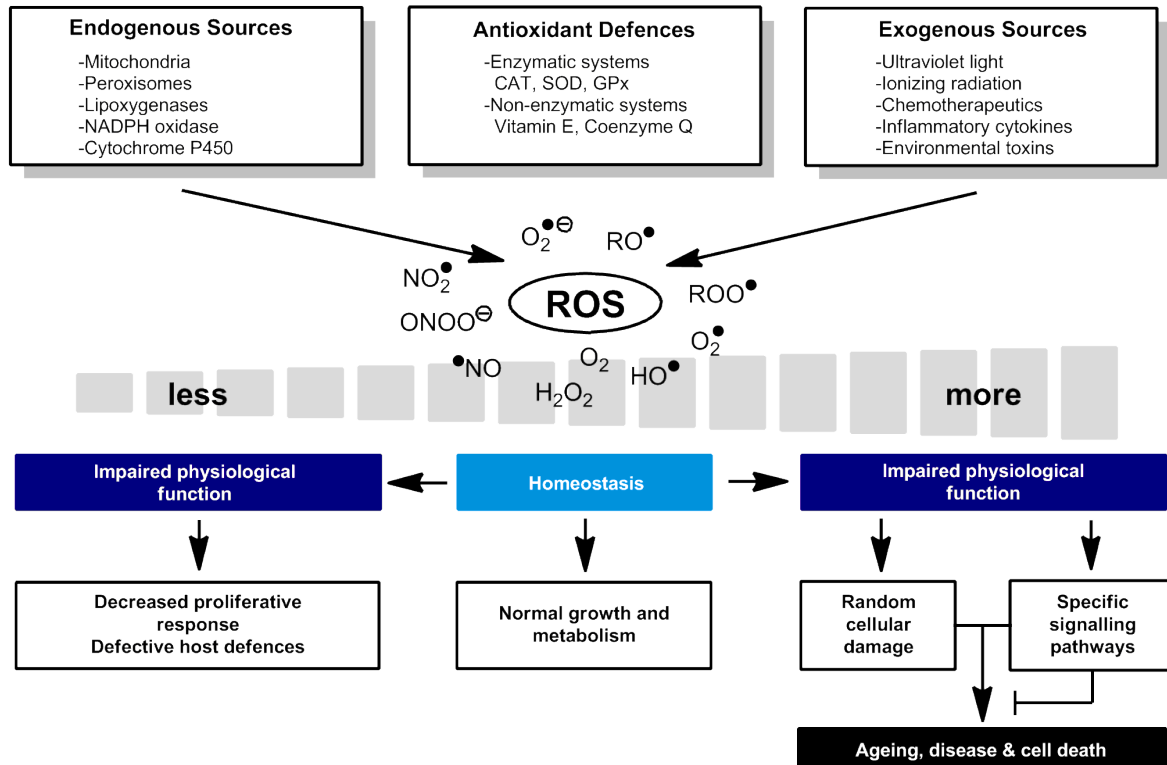 Endogenous Sources
-Mitochondria
-Peroxisomes
-Lipoxygenases
-NADPH oxidase
-Cytochrome P450
Antioxidant Defences
-Enzymatic systems
CAT, SOD, GPx
-Non-enzymatic systems
Vitamin E, Coenzyme Q
Exogenous Sources
-Ultraviolet light
-Ionizing radiation
-Chemotherapeutics
-Inflammatory cytokines
-Environmental toxins
O₂•⊖
RO•
NO₂•
ROS
ROO•
ONOO⊖
O₂•
•NO
O₂
HO•
H₂O₂
less
more
Impaired physiological
function
Homeostasis
Impaired physiological
function
Decreased proliferative
response
Defective host defences
Normal growth and
metabolism
Random
cellular
damage
Specific
signalling
pathways
Ageing, disease & cell death